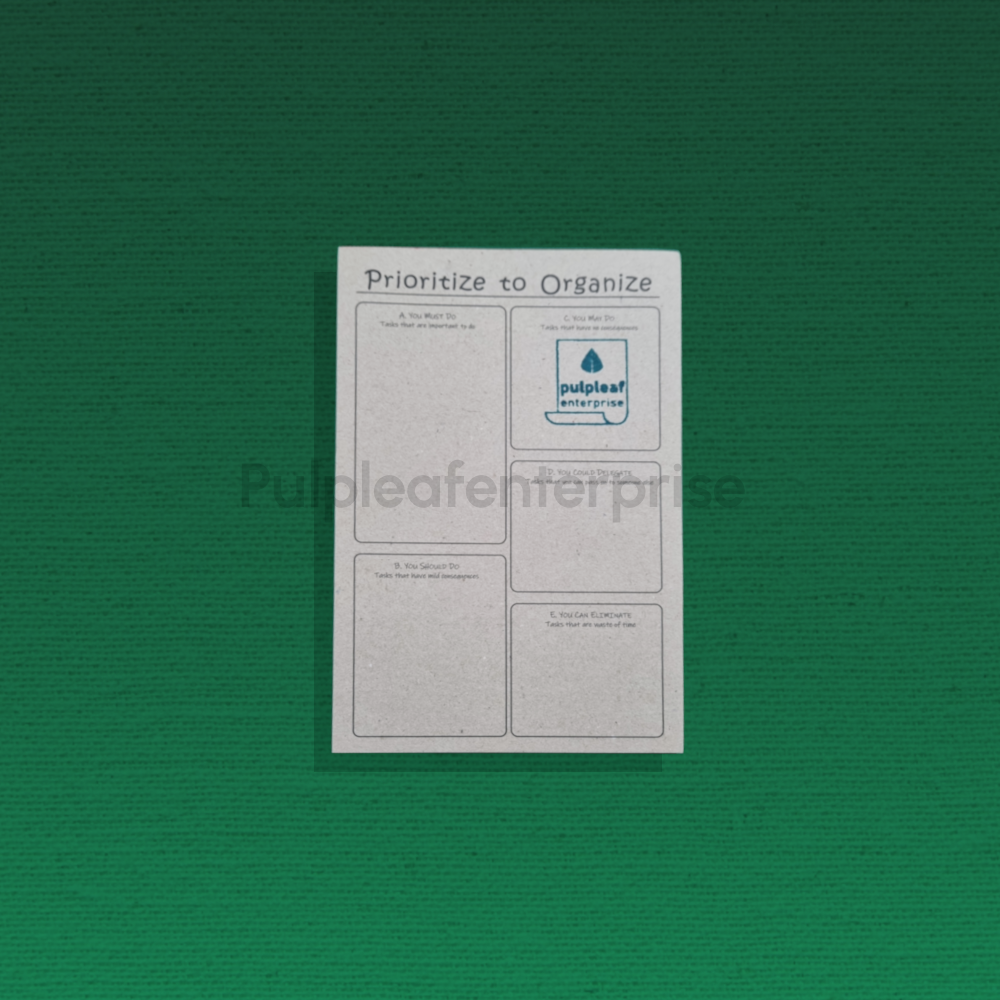 Prioritize to Organize
A. You Must Do
Tasks that are important to do
B. You Should Do
Tasks that have mild consequences
C. You May Do
Tasks that have no consequences
pulpleaf
enterprise
D. You Could Delegate
Tasks that
E. You Can Eliminate
Tasks that are waste of time
Pulpleafenterprise